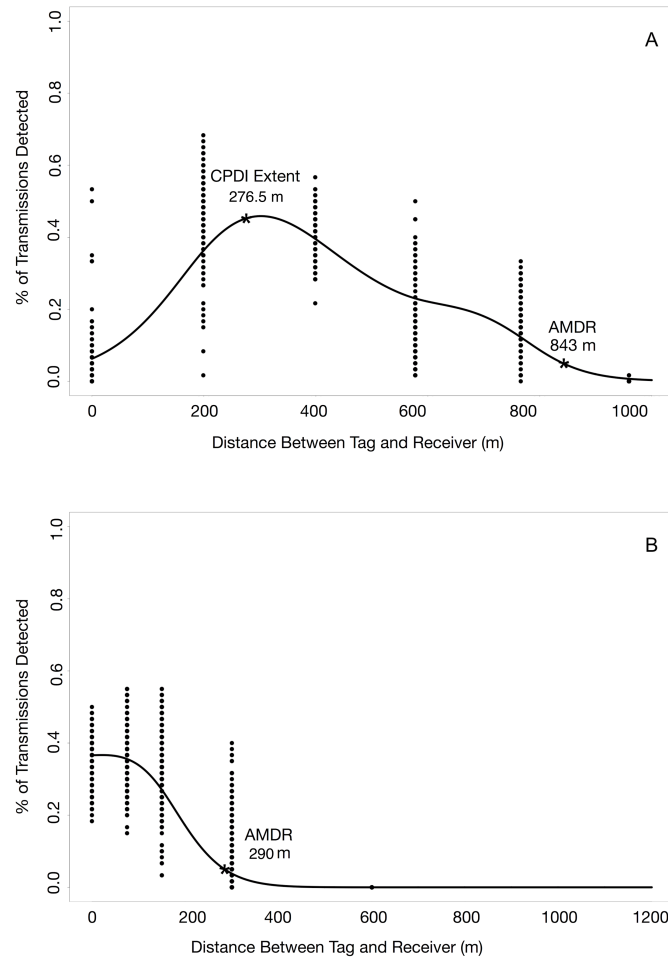 A
1.0
0.8
0.6
0.4
0.2
0.0
% of Transmissions Detected
CPDI Extent
276.5 m
AMDR
843 m
0 200 400 600 800 1000
Distance Between Tag and Receiver (m)
B
1.0
0.8
0.6
0.4
0.2
0.0
% of Transmissions Detected
AMDR
290 m
0 200 400 600 800 1000 1200
Distance Between Tag and Receiver (m)